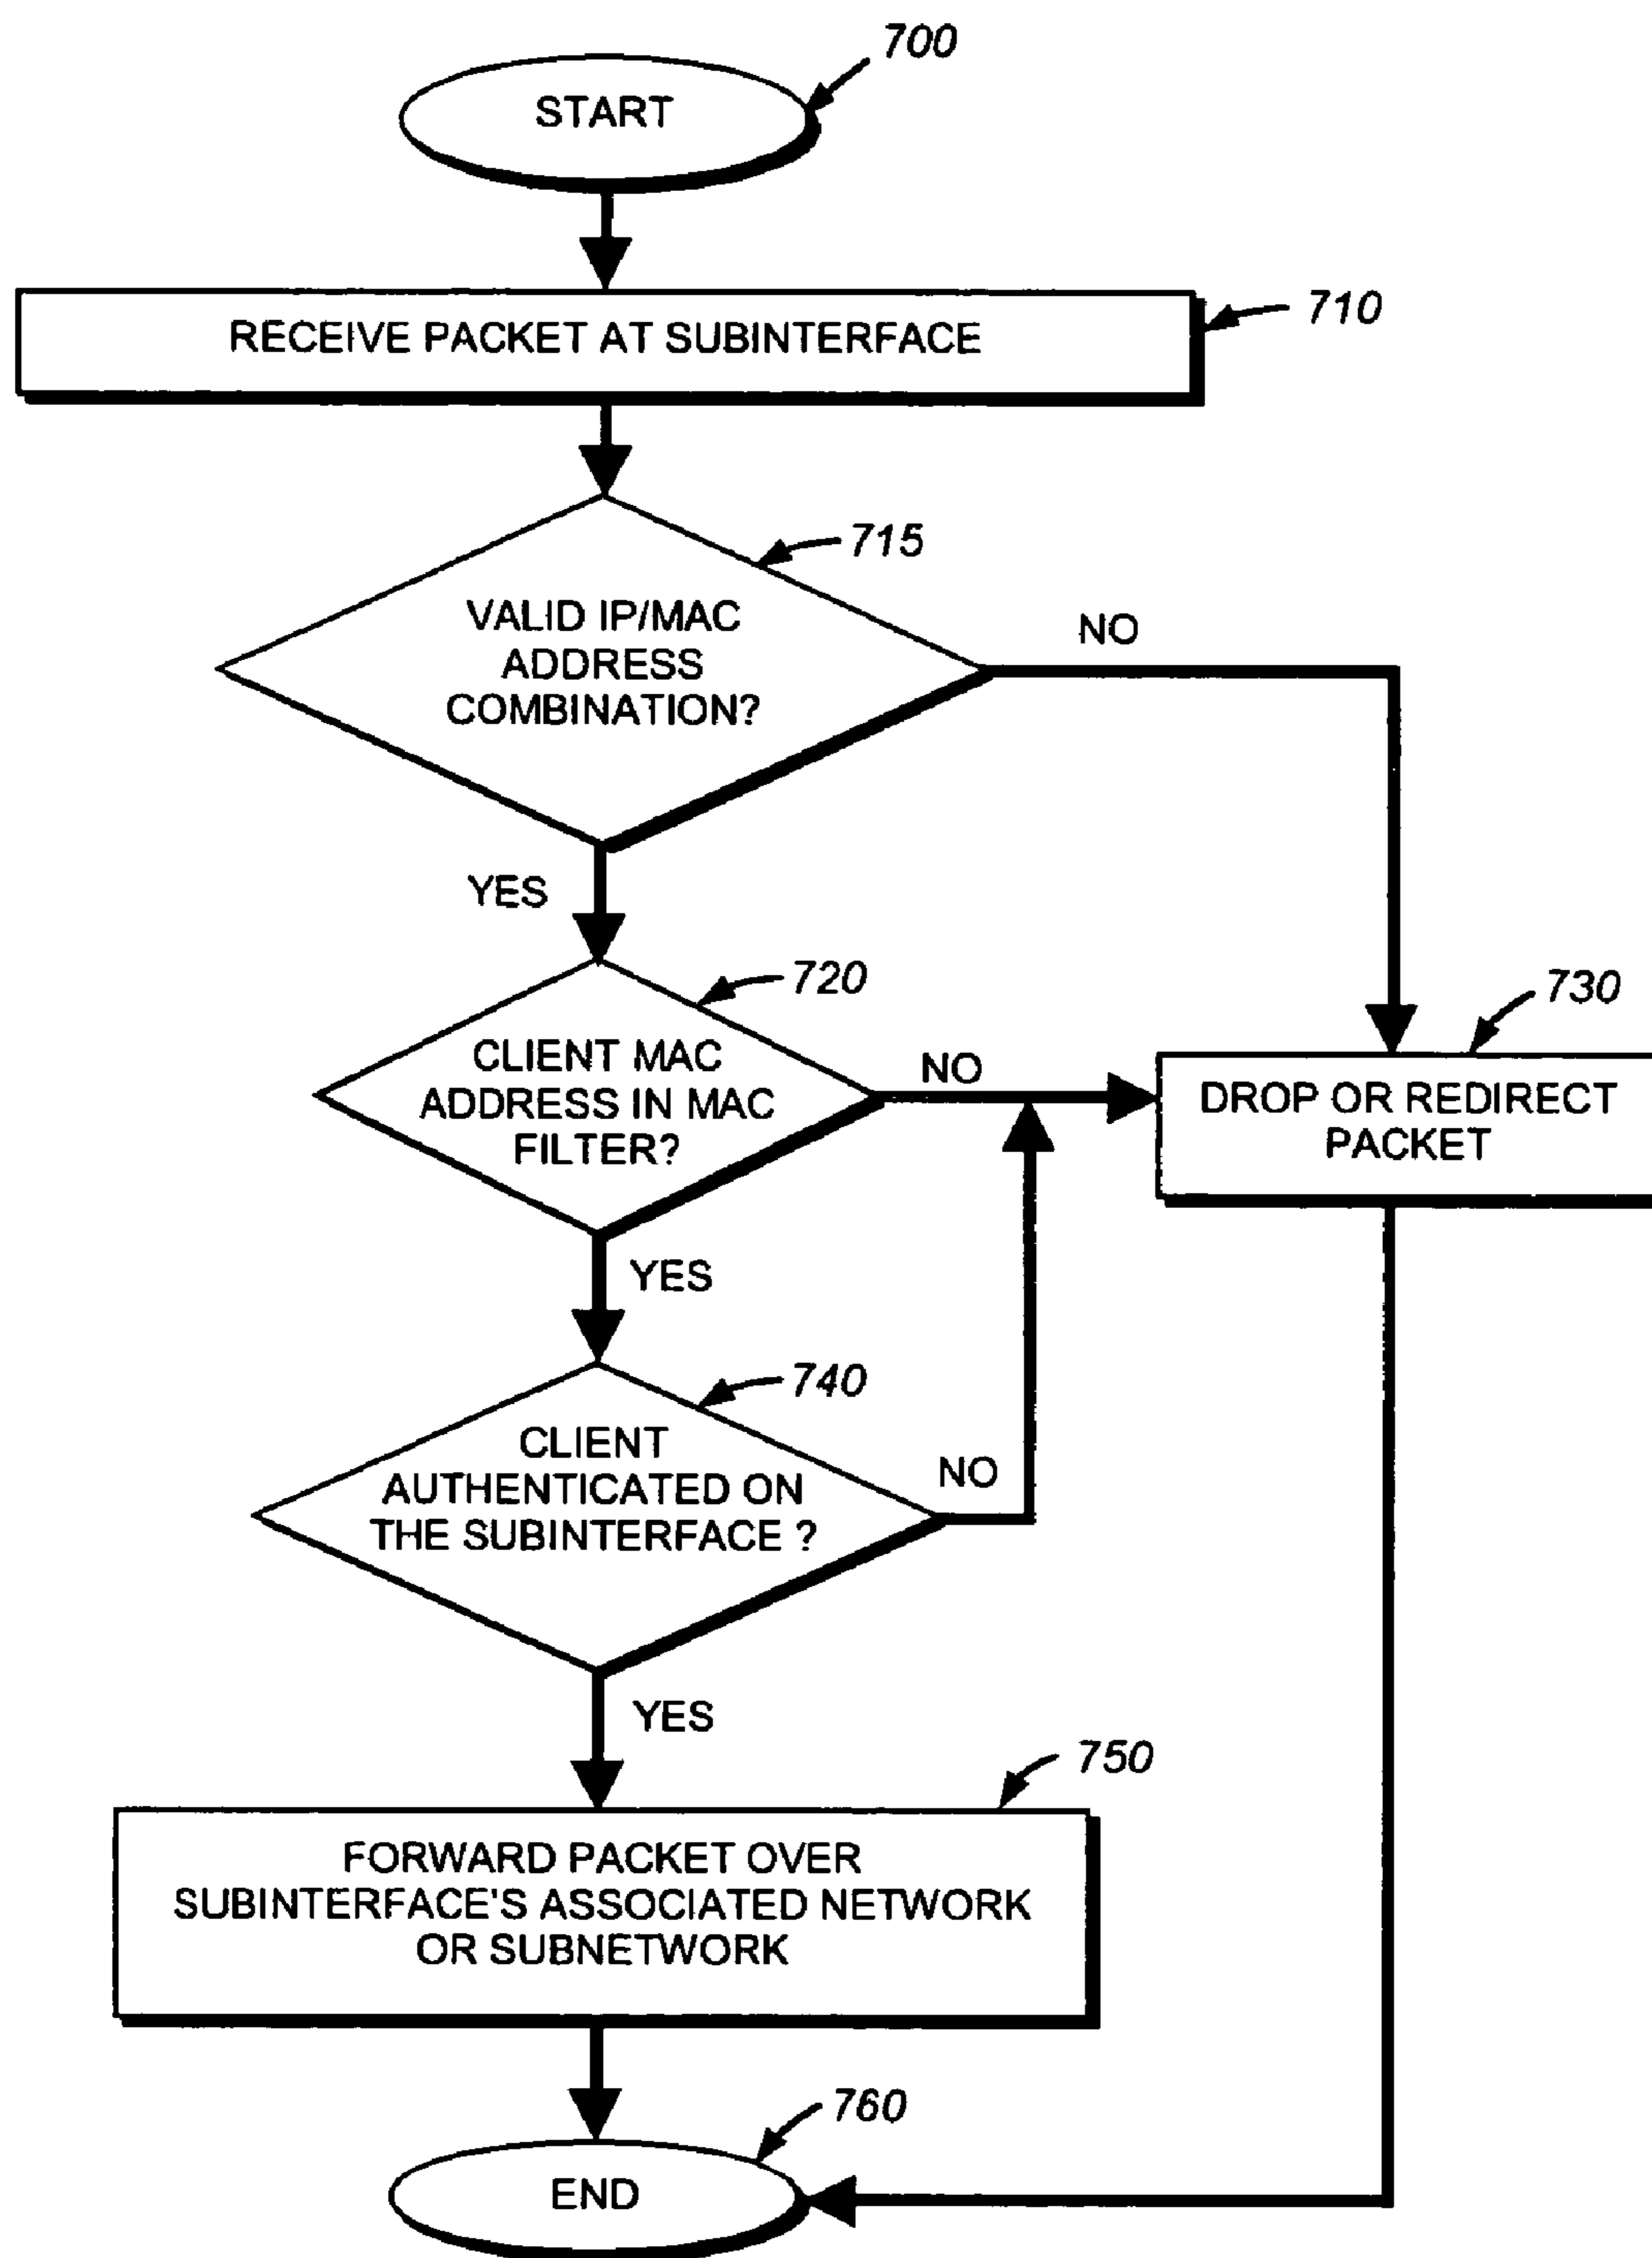 700
START
RECEIVE PACKET AT SUBINTERFACE
710
715
VALID IP/MAC
ADDRESS
COMBINATION?
NO
YES
720
CLIENT MAC
ADDRESS IN MAC
FILTER?
NO
730
DROP OR REDIRECT
PACKET
YES
740
CLIENT
AUTHENTICATED ON
THE SUBINTERFACE ?
NO
YES
750
FORWARD PACKET OVER
SUBINTERFACE'S ASSOCIATED NETWORK
OR SUBNETWORK
760
END